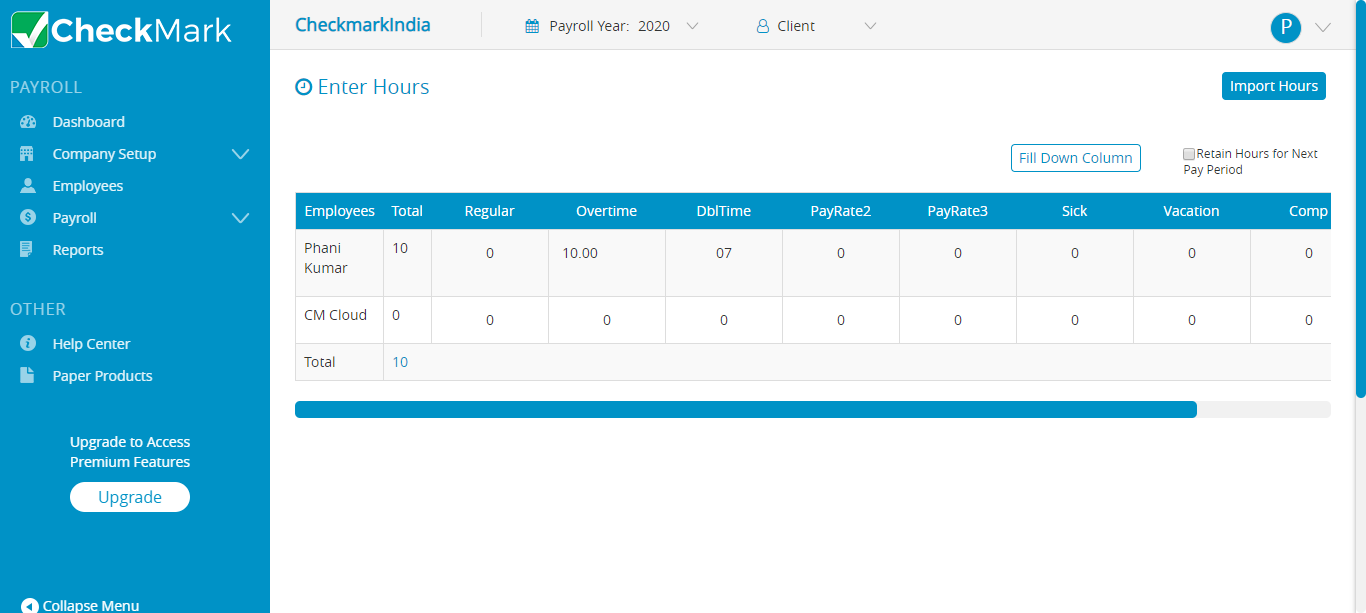 CheckMark
CheckmarkIndia
Payroll Year: 2020
Client
P
PAYROLL
Dashboard
Company Setup
Employees
Payroll
Reports
OTHER
Help Center
Paper Products
Upgrade to Access
Premium Features
Upgrade
Collapse Menu
Enter Hours
Import Hours
Fill Down Column
Retain Hours for Next
Pay Period
Employees Total Regular Overtime DblTime PayRate2 PayRate3 Sick Vacation Comp
Phani Kumar 10 0 10.00 07 0 0 0 0 0
CM Cloud 0 0 0 0 0 0 0 0 0
Total 10